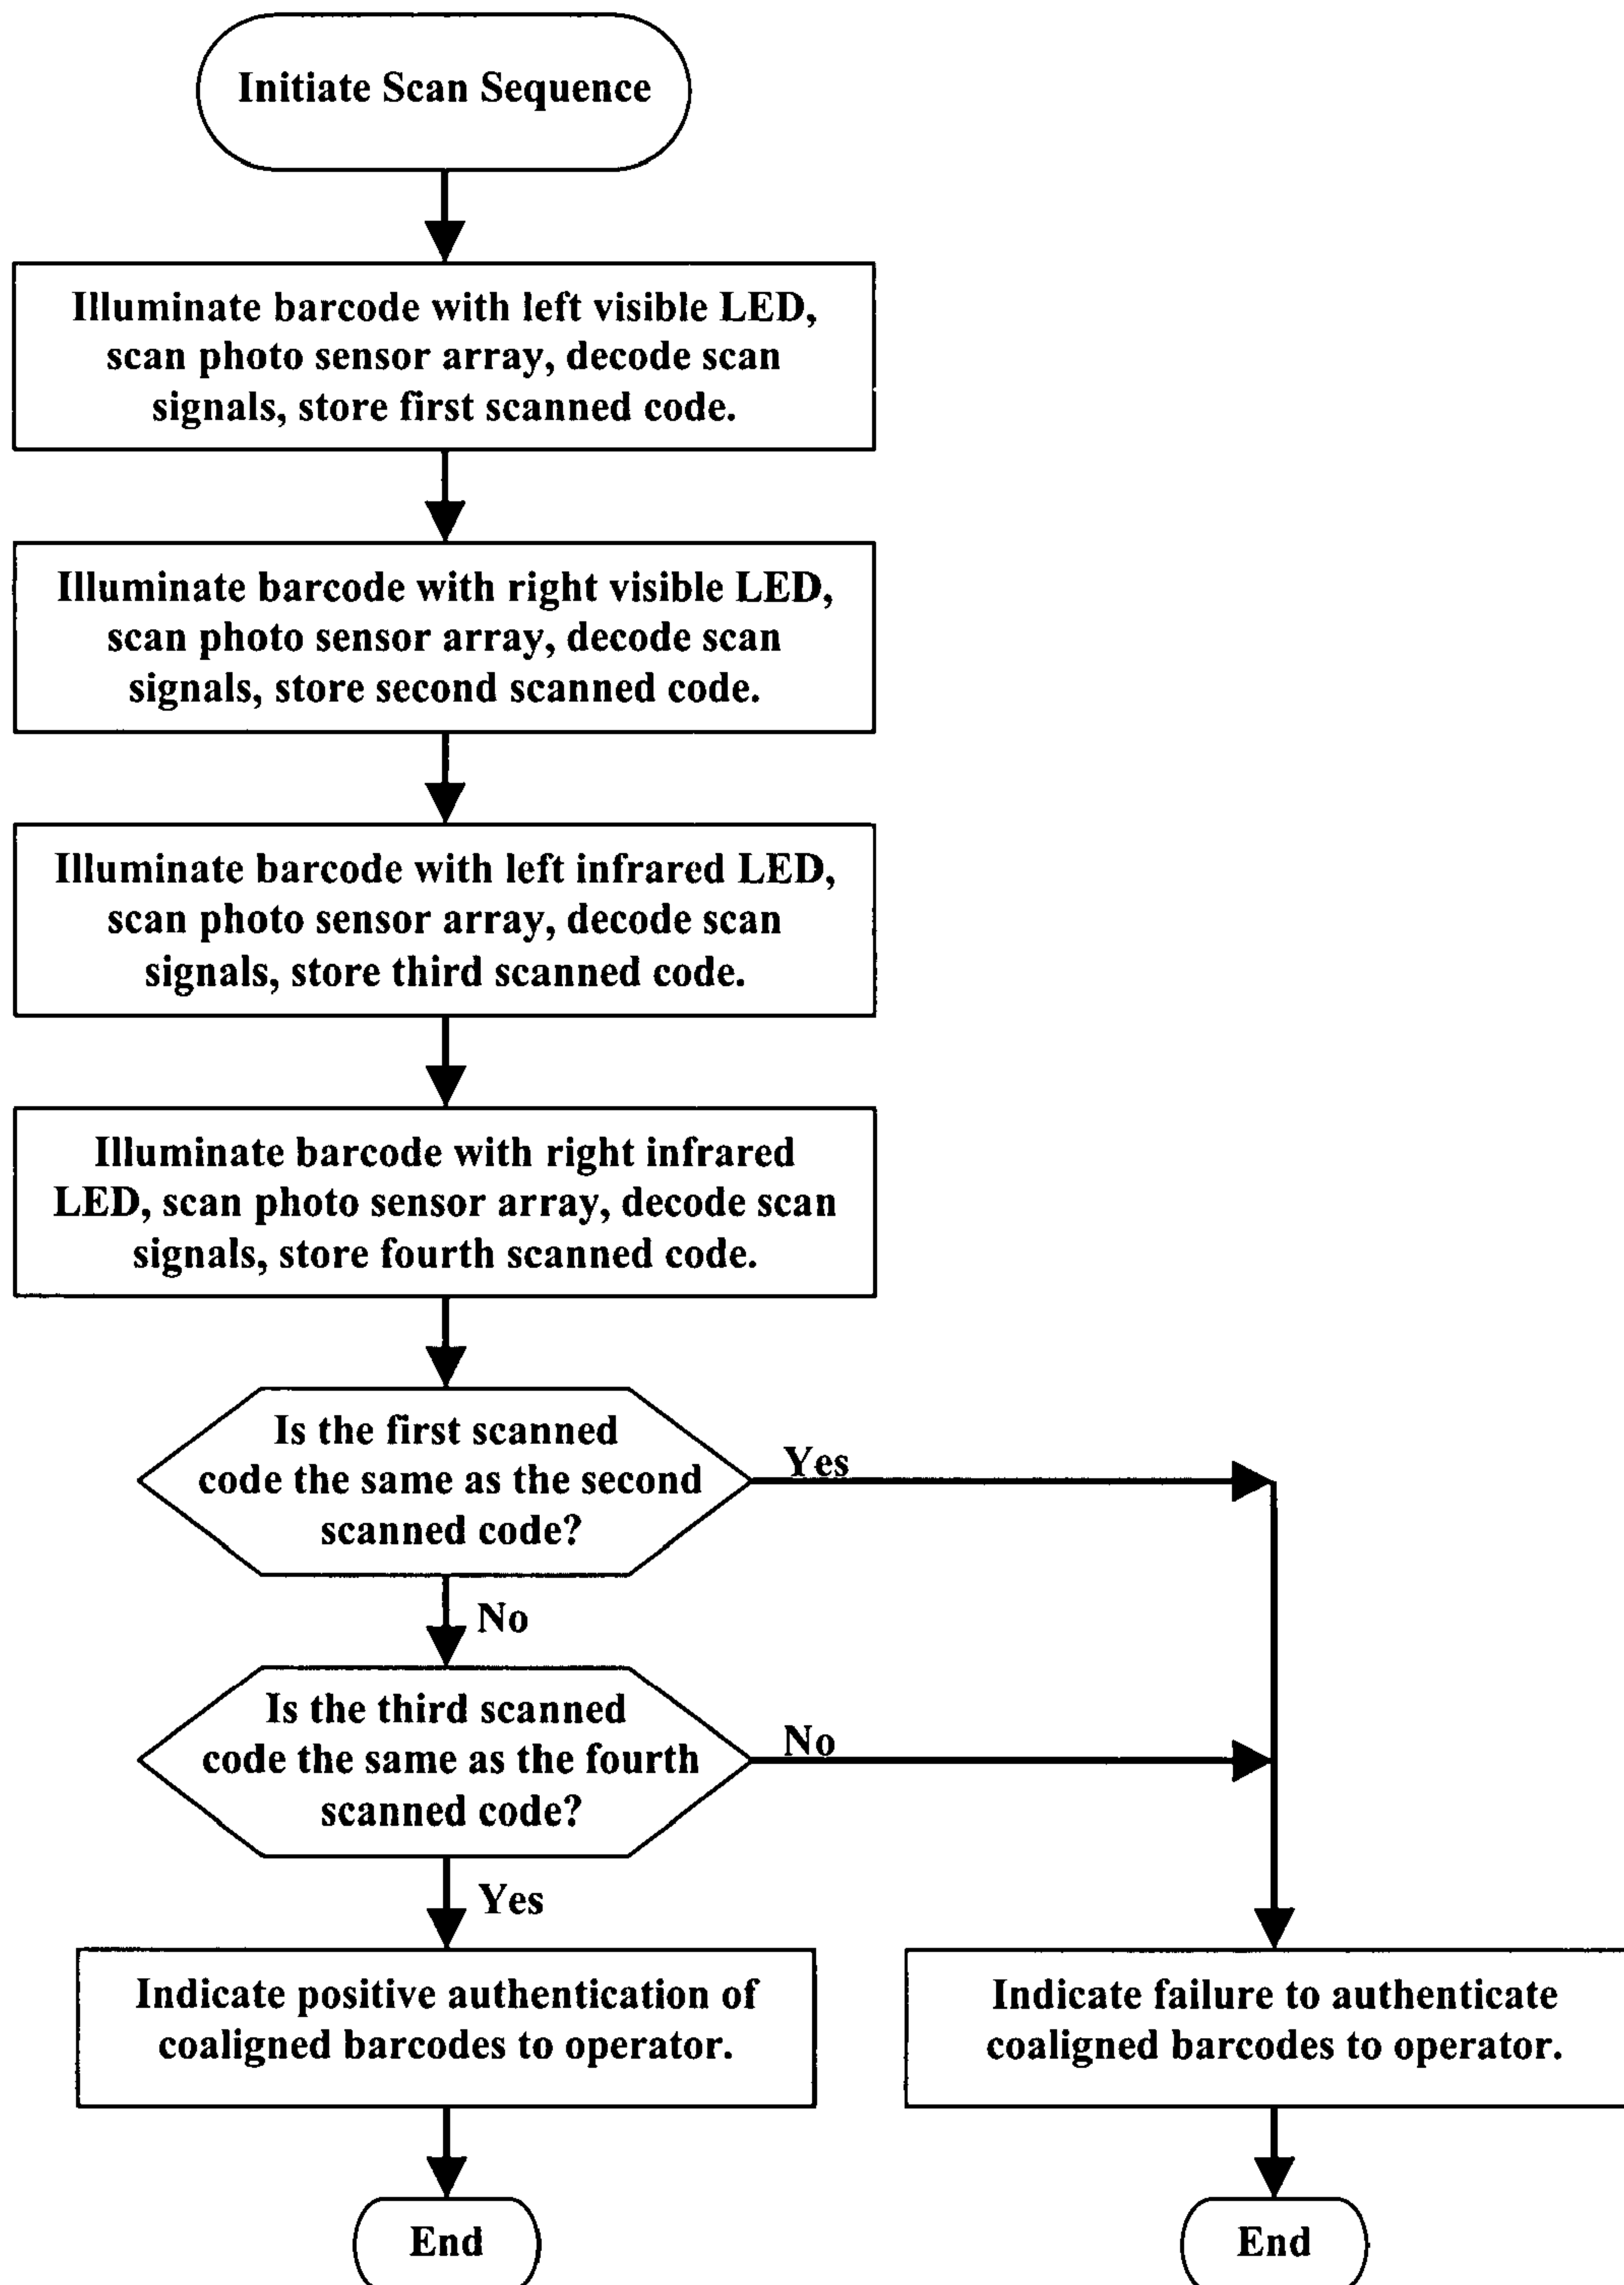 Initiate Scan Sequence
Illuminate barcode with left visible LED,
scan photo sensor array, decode scan
signals, store first scanned code.
Illuminate barcode with right visible LED,
scan photo sensor array, decode scan
signals, store second scanned code.
Illuminate barcode with left infrared LED,
scan photo sensor array, decode scan
signals, store third scanned code.
Illuminate barcode with right infrared
LED, scan photo sensor array, decode scan
signals, store fourth scanned code.
Is the first scanned
code the same as the second
scanned code?
Yes
No
Is the third scanned
code the same as the fourth
scanned code?
No
Yes
Indicate positive authentication of
coaligned barcodes to operator.
Indicate failure to authenticate
coaligned barcodes to operator.
End
End